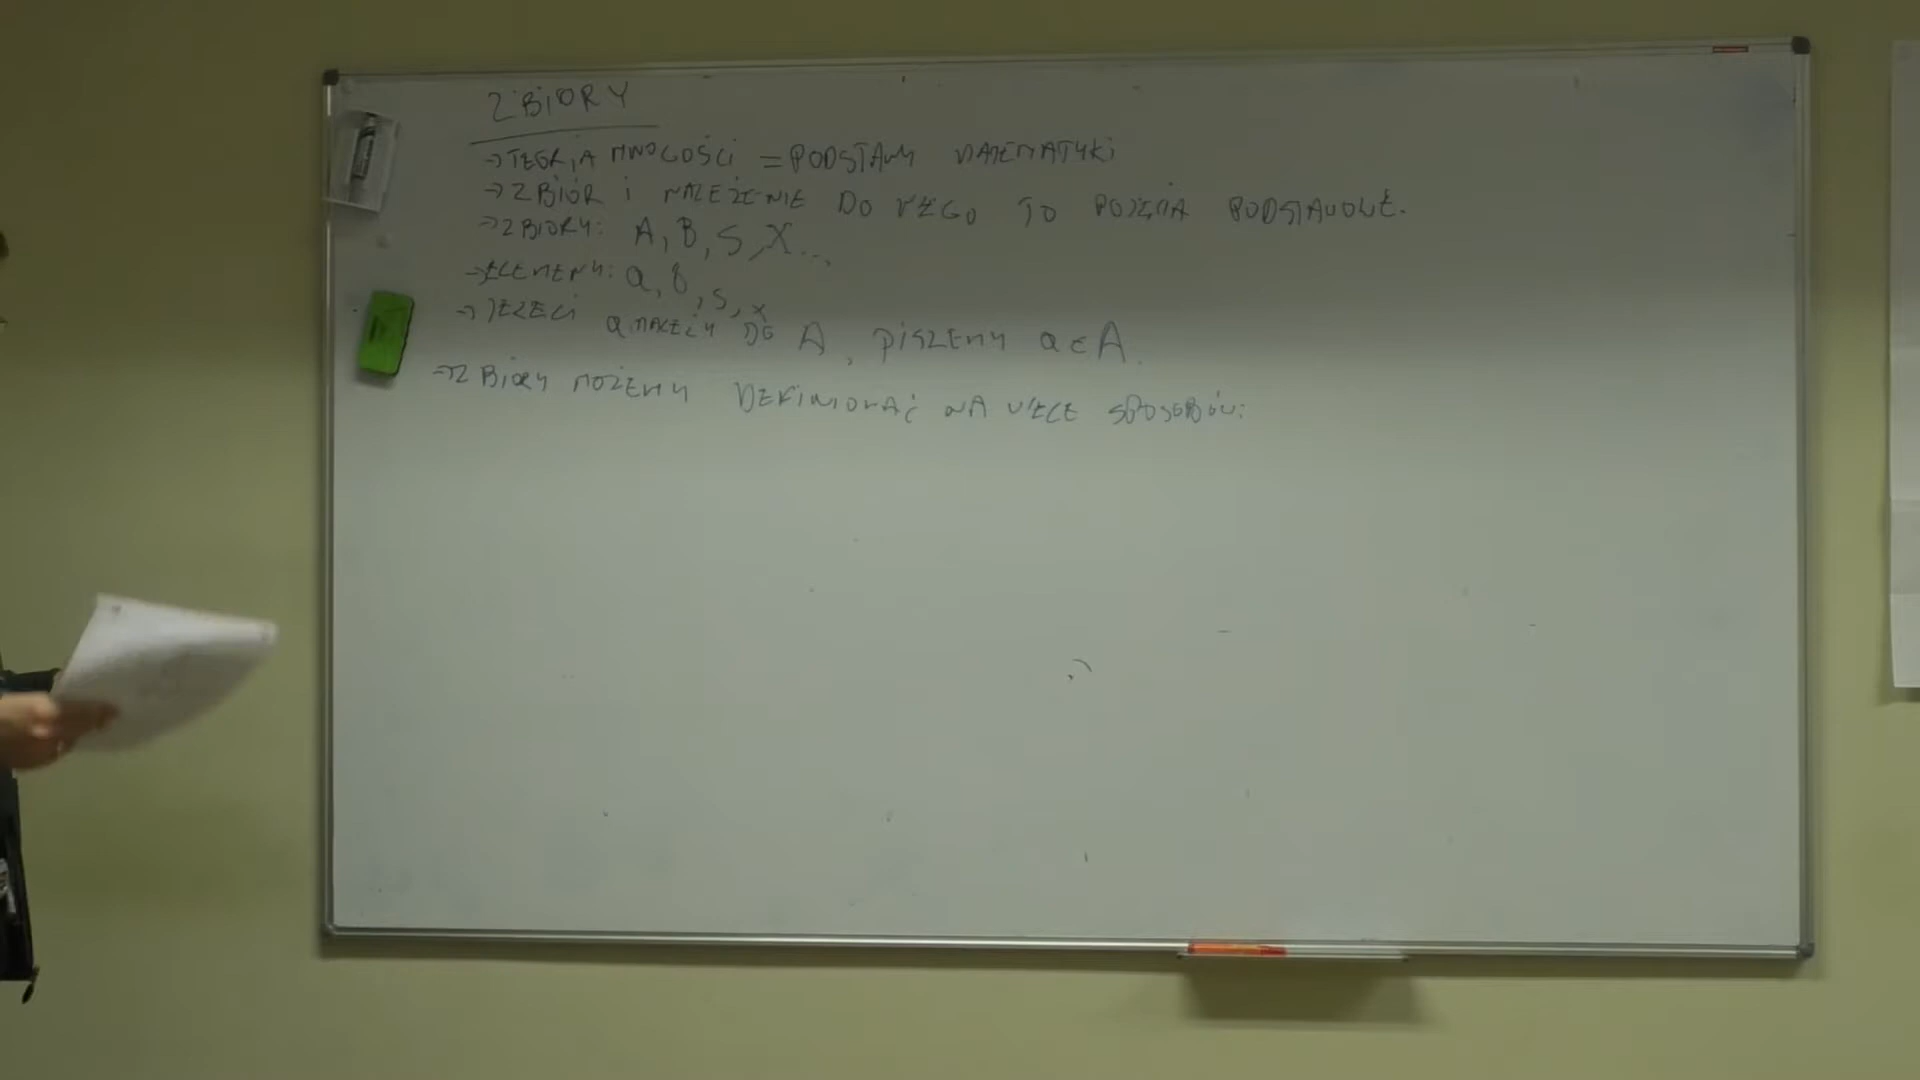 ZBIORY
→ TEORIA MNOGOŚCI = PODSTAWY MATEMATYKI
→ ZBIÓR I NALEŻENIE DO NIEGO TO POJĘCIA PODSTAWOWE.
→ ZBIORY: A, B, S, X...
→ ELEMENTY: a, b, s, x
→ JEŻELI a NALEŻY DO A, PISZEMY a ∈ A.
→ ZBIORY MOŻEMY DEFINIOWAĆ NA WIELE SPOSOBÓW: